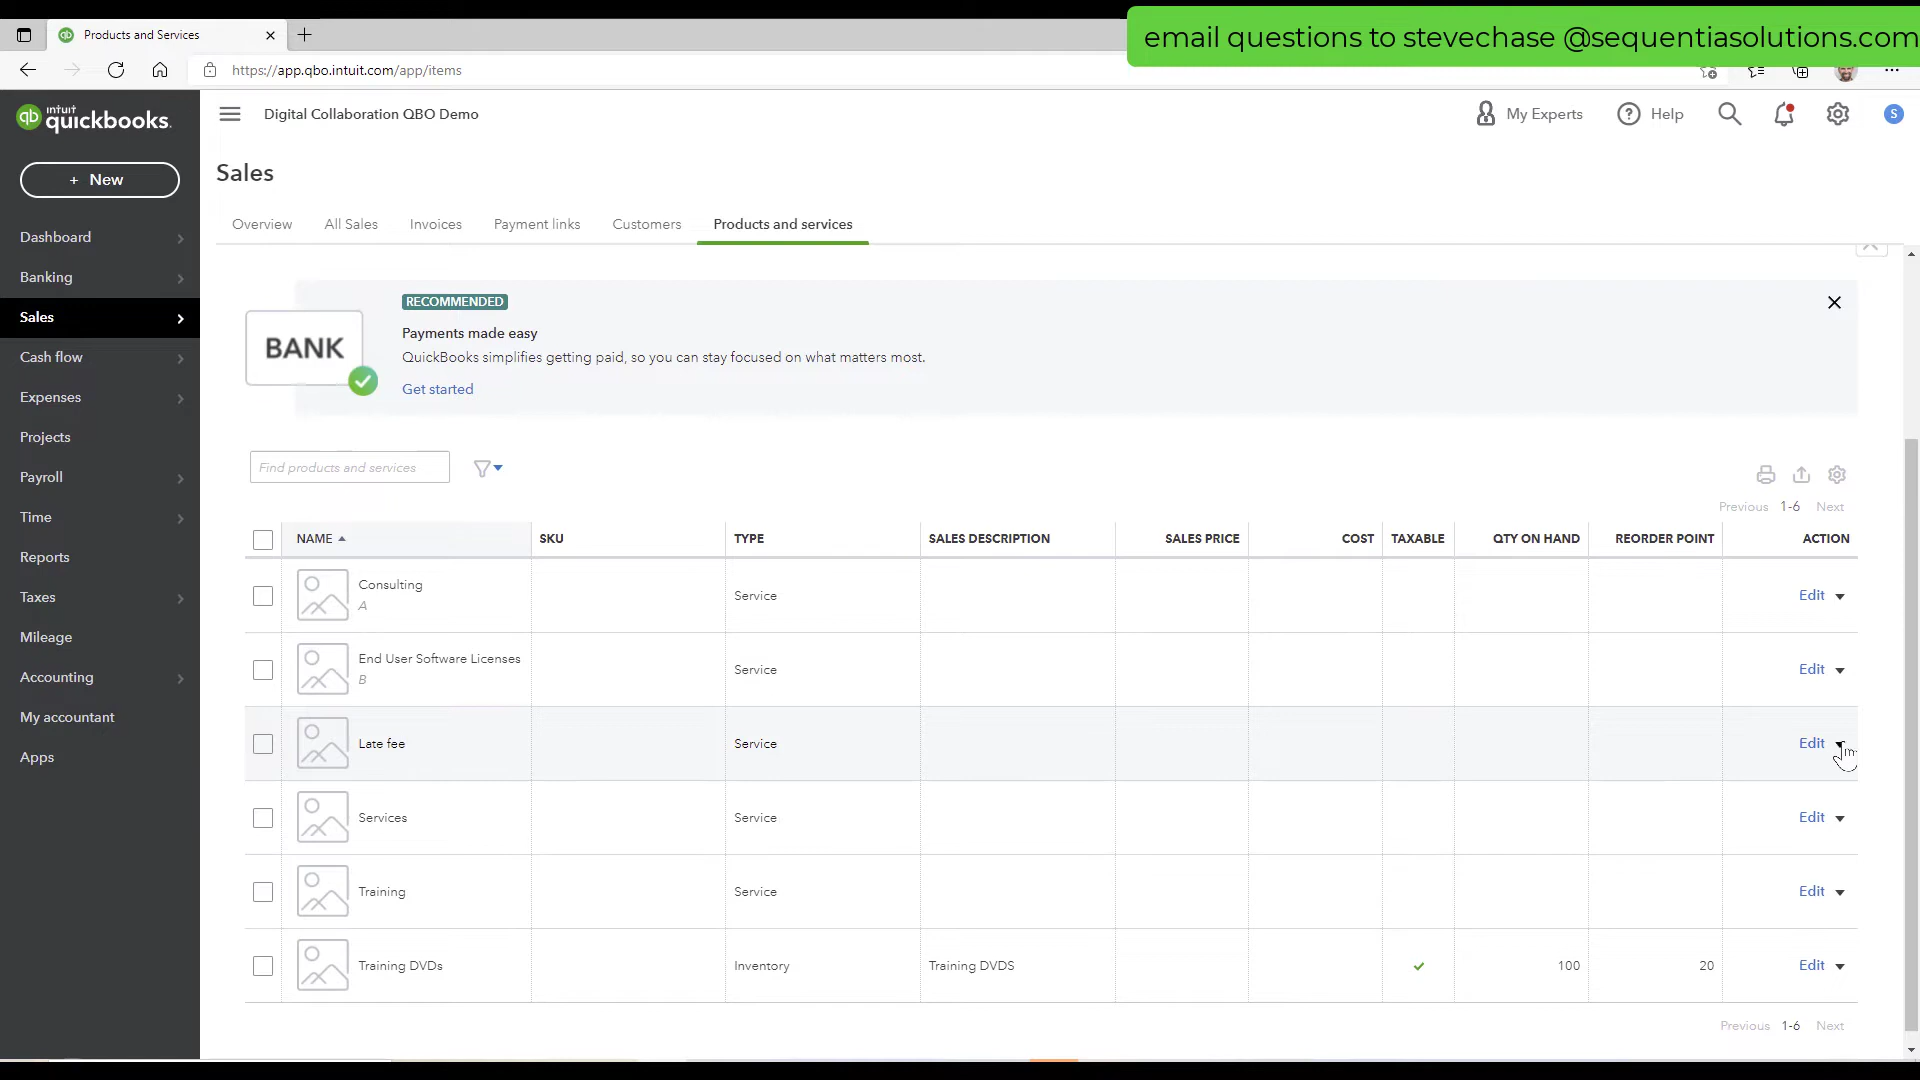 Products and Services
email questions to stevechase @sequentiasolutions.com
https://app.qbo.intuit.com/app/items
intuit
quickbooks.
Digital Collaboration QBO Demo
My Experts
Help
S
+ New
Sales
Dashboard
Banking
Sales
Cash flow
Expenses
Projects
Payroll
Time
Reports
Taxes
Mileage
Accounting
My accountant
Apps
Overview All Sales Invoices Payment links Customers Products and services
RECOMMENDED
BANK
Payments made easy
QuickBooks simplifies getting paid, so you can stay focused on what matters most.
Get started
Find products and services
Previous 1-6 Next
NAME SKU TYPE SALES DESCRIPTION SALES PRICE COST TAXABLE QTY ON HAND REORDER POINT ACTION
Consulting Service Edit
A
End User Software Licenses Service Edit
B
Late fee Service Edit
Services Service Edit
Training Service Edit
Training DVDs Inventory Training DVDS 100 20 Edit
Previous 1-6 Next